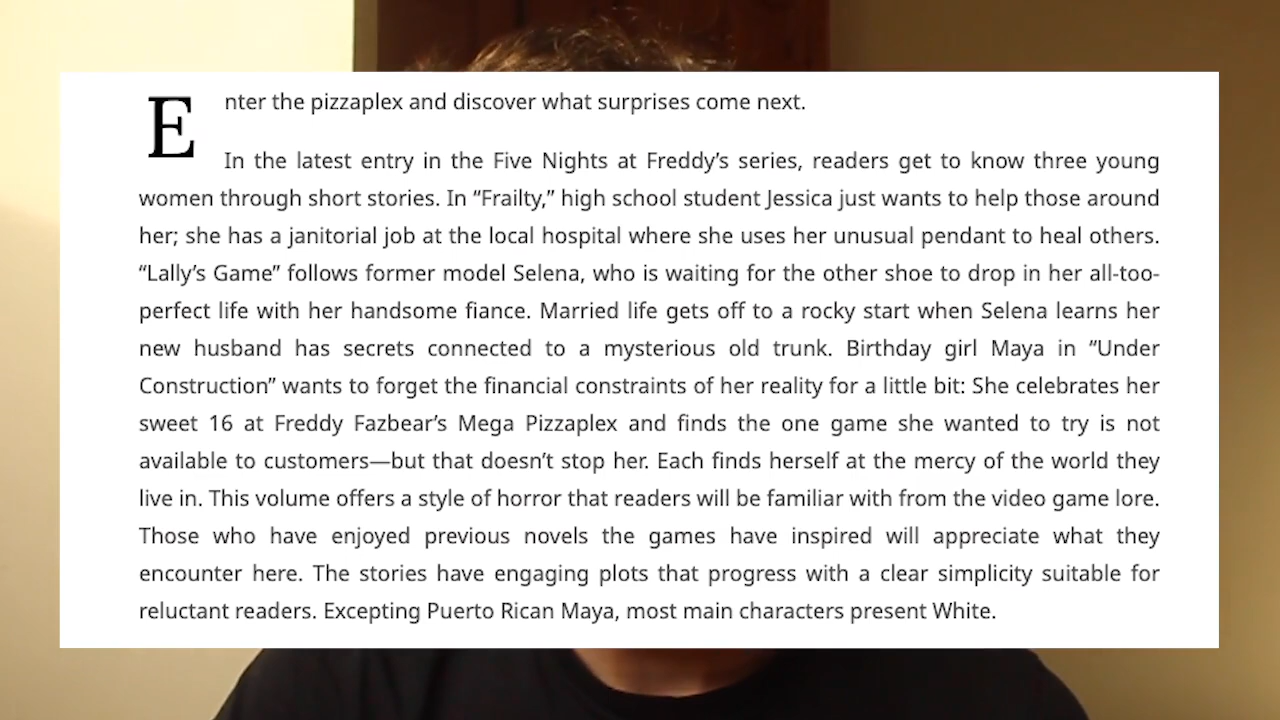 Enter the pizzaplex and discover what surprises come next.
In the latest entry in the Five Nights at Freddy’s series, readers get to know three young
women through short stories. In “Frailty,” high school student Jessica just wants to help those around
her; she has a janitorial job at the local hospital where she uses her unusual pendant to heal others.
“Lally’s Game” follows former model Selena, who is waiting for the other shoe to drop in her all-too-
perfect life with her handsome fiance. Married life gets off to a rocky start when Selena learns her
new husband has secrets connected to a mysterious old trunk. Birthday girl Maya in “Under
Construction” wants to forget the financial constraints of her reality for a little bit: She celebrates her
sweet 16 at Freddy Fazbear’s Mega Pizzaplex and finds the one game she wanted to try is not
available to customers—but that doesn’t stop her. Each finds herself at the mercy of the world they
live in. This volume offers a style of horror that readers will be familiar with from the video game lore.
Those who have enjoyed previous novels the games have inspired will appreciate what they
encounter here. The stories have engaging plots that progress with a clear simplicity suitable for
reluctant readers. Excepting Puerto Rican Maya, most main characters present White.